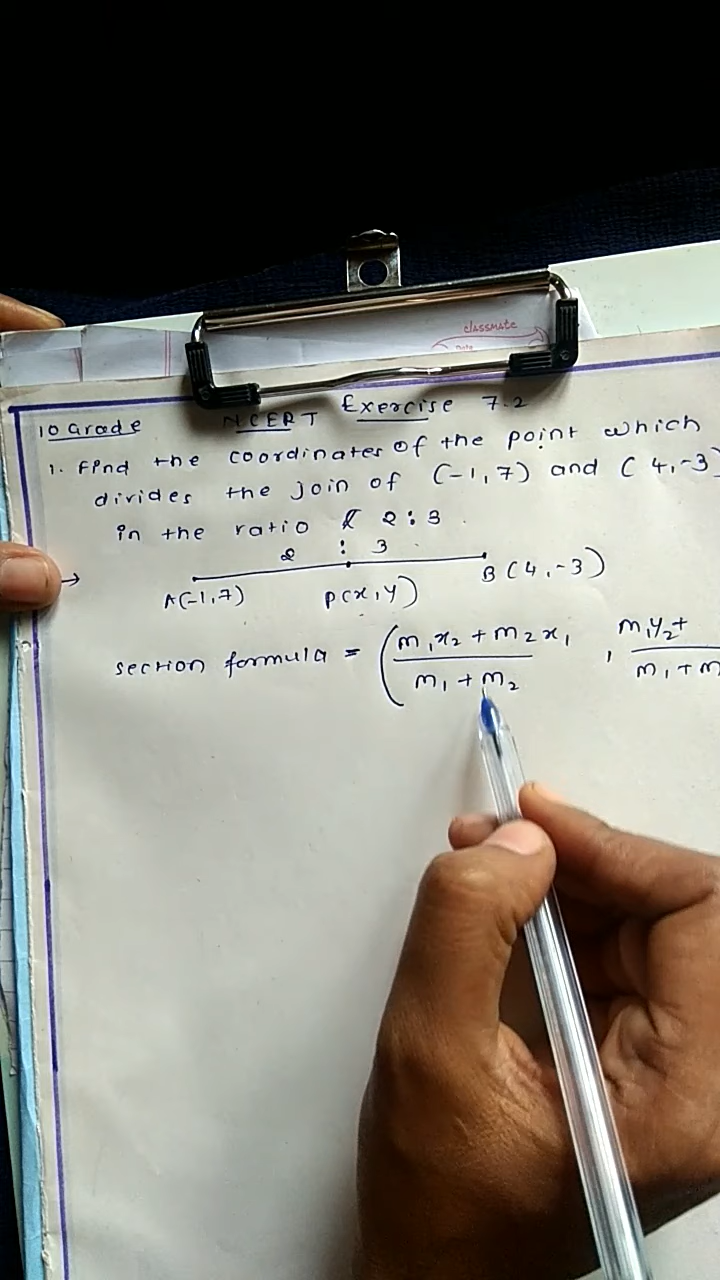 classmate
10 Grade NCERT Exercise 7.2
1. Find the coordinates of the point which
divides the join of (-1,7) and (4,-3)
in the ratio 2:3.
2 : 3
→ A(-1,7) P(x,y) B(4,-3)
section formula = (m₁x₂+m₂x₁ / m₁+m₂ , m₁y₂+ / m₁+m